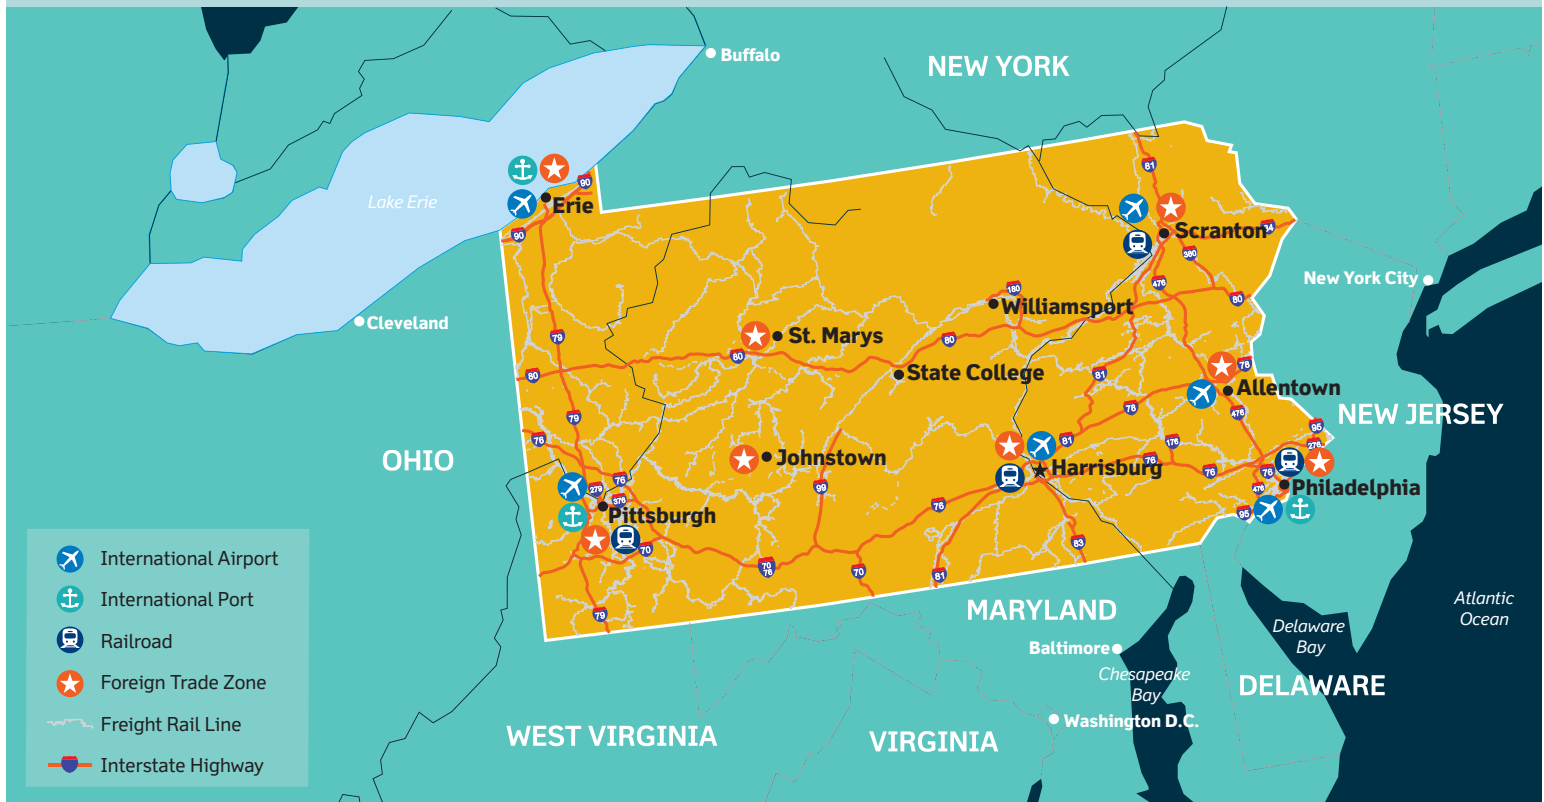 Buffalo
NEW YORK
81
90
Lake Erie
Erie
90
Scranton
84
380
New York City
476
180
80
Williamsport
Cleveland
79
St. Marys
80
80
80
State College
81
78
Allentown
78
476
NEW JERSEY
79
76
95
276
81
176
OHIO
Johnstown
Harrisburg
76
76
76
Philadelphia
476
76
279
376
99
76
95
Pittsburgh
70
83
70
76
70
81
79
International Airport
International Port
Railroad
Foreign Trade Zone
Freight Rail Line
Interstate Highway
MARYLAND
Baltimore
Chesapeake
Bay
Delaware
Bay
Atlantic
Ocean
DELAWARE
Washington D.C.
WEST VIRGINIA
VIRGINIA